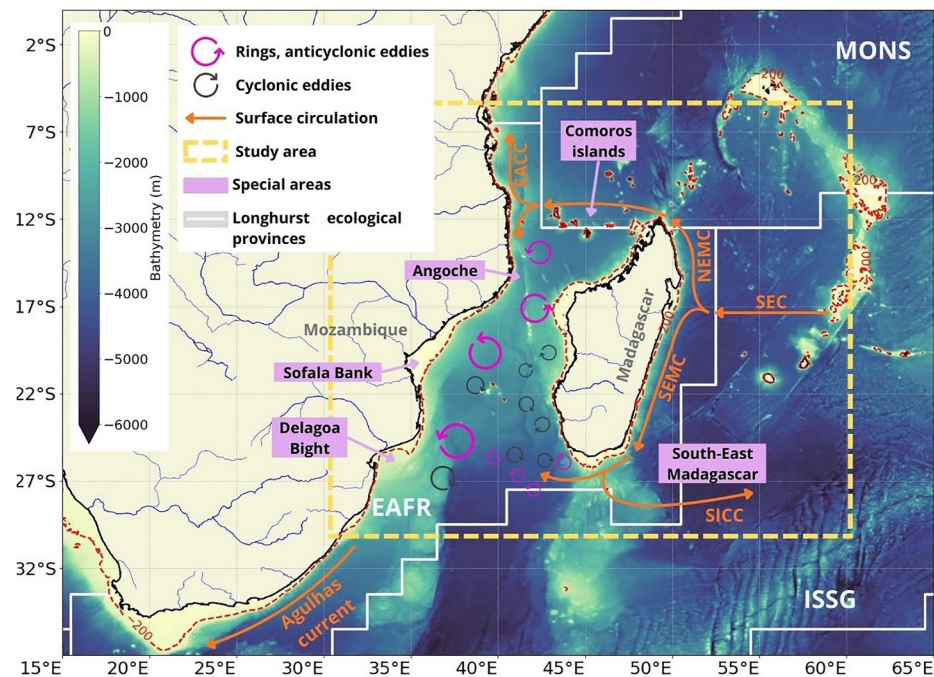 0
−1000
−2000
−3000
−4000
−5000
−6000
Bathymetry (m)
Rings, anticyclonic eddies
Cyclonic eddies
Surface circulation
Study area
Special areas
Longhurst ecological
provinces
2°S
7°S
12°S
17°S
22°S
27°S
32°S
MONS
-200
Comoros
islands
EACC
200
Angoche
NEMC
200
SEC
Mozambique
Madagascar
200
Sofala Bank
SEMC
Delagoa
Bight
South-East
Madagascar
EAFR
SICC
Agulhas
current
ISSG
-200
15°E
20°E
25°E
30°E
35°E
40°E
45°E
50°E
55°E
60°E
65°E